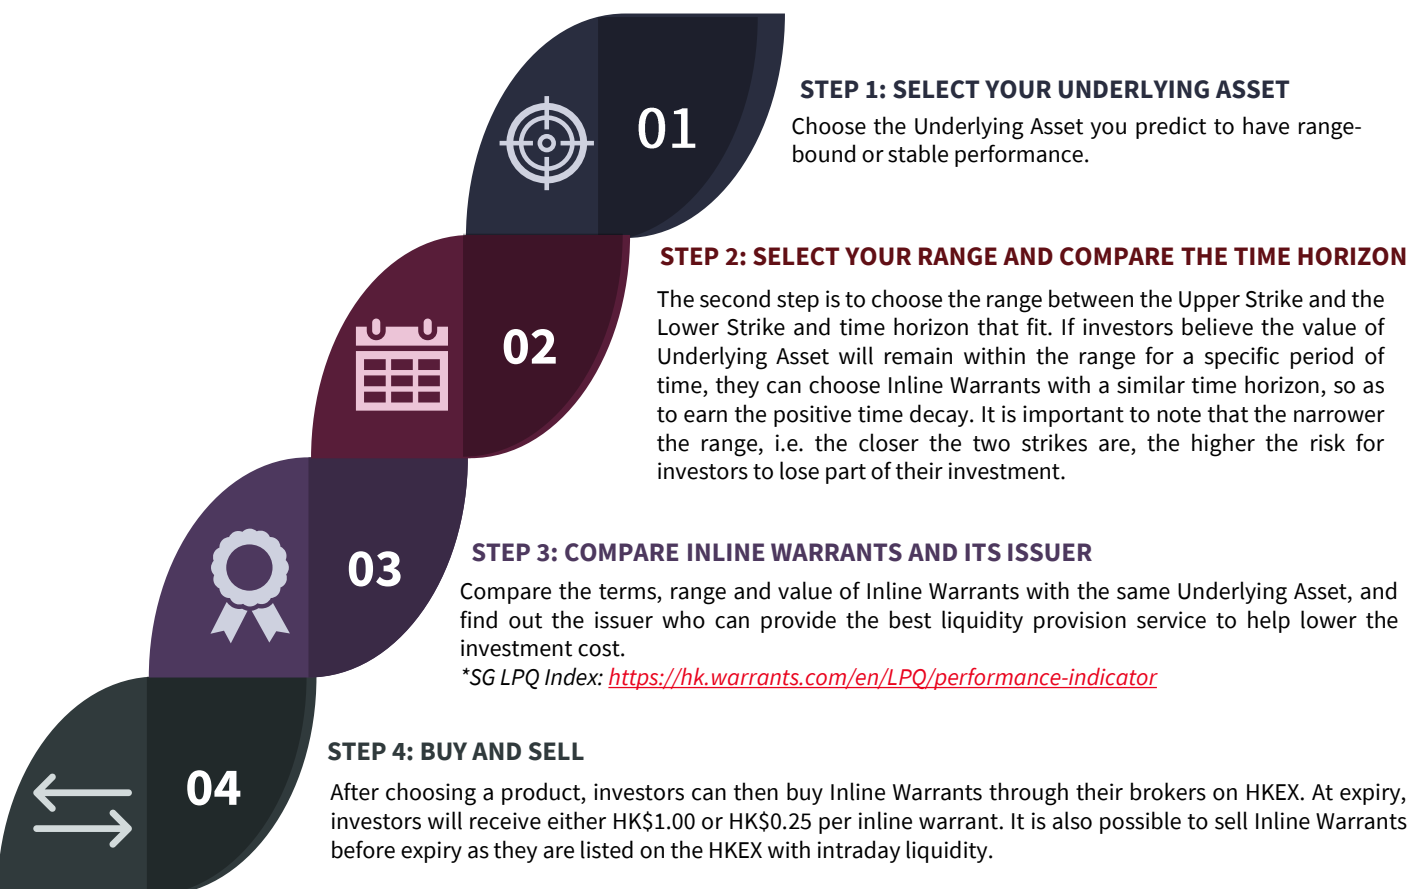 01
STEP 1: SELECT YOUR UNDERLYING ASSET
Choose the Underlying Asset you predict to have range-
bound or stable performance.
02
STEP 2: SELECT YOUR RANGE AND COMPARE THE TIME HORIZON
The second step is to choose the range between the Upper Strike and the
Lower Strike and time horizon that fit. If investors believe the value of
Underlying Asset will remain within the range for a specific period of
time, they can choose Inline Warrants with a similar time horizon, so as
to earn the positive time decay. It is important to note that the narrower
the range, i.e. the closer the two strikes are, the higher the risk for
investors to lose part of their investment.
03
STEP 3: COMPARE INLINE WARRANTS AND ITS ISSUER
Compare the terms, range and value of Inline Warrants with the same Underlying Asset, and
find out the issuer who can provide the best liquidity provision service to help lower the
investment cost.
*SG LPQ Index: https://hk.warrants.com/en/LPQ/performance-indicator
04
STEP 4: BUY AND SELL
After choosing a product, investors can then buy Inline Warrants through their brokers on HKEX. At expiry,
investors will receive either HK$1.00 or HK$0.25 per inline warrant. It is also possible to sell Inline Warrants
before expiry as they are listed on the HKEX with intraday liquidity.